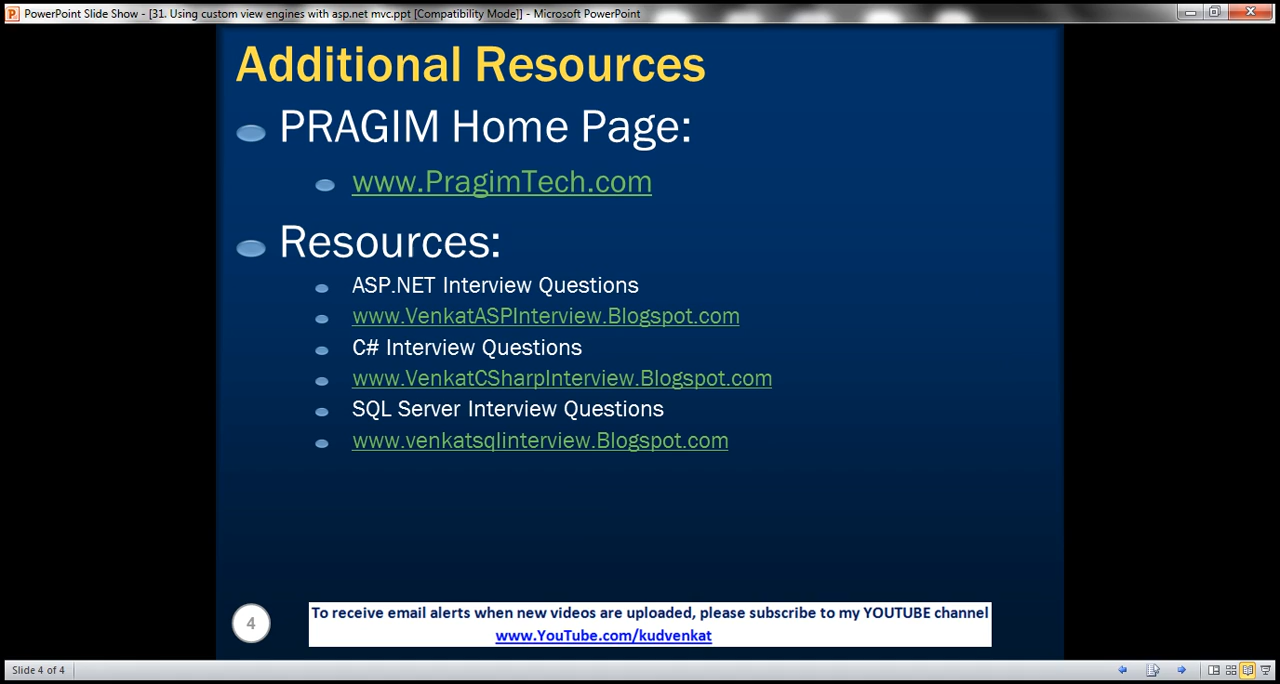 PowerPoint Slide Show - [31. Using custom view engines with asp.net mvc.ppt [Compatibility Mode]] - Microsoft PowerPoint
Additional Resources
PRAGIM Home Page:
www.PragimTech.com
Resources:
ASP.NET Interview Questions
www.VenkatASPInterview.Blogspot.com
C# Interview Questions
www.VenkatCSharpInterview.Blogspot.com
SQL Server Interview Questions
www.venkatsqlinterview.Blogspot.com
4
To receive email alerts when new videos are uploaded, please subscribe to my YOUTUBE channel
www.YouTube.com/kudvenkat
Slide 4 of 4